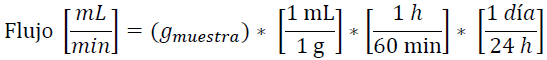 Flujo [mL/min] = (g_muestra) * [1 mL/1 g] * [1 h/60 min] * [1 día/24 h]